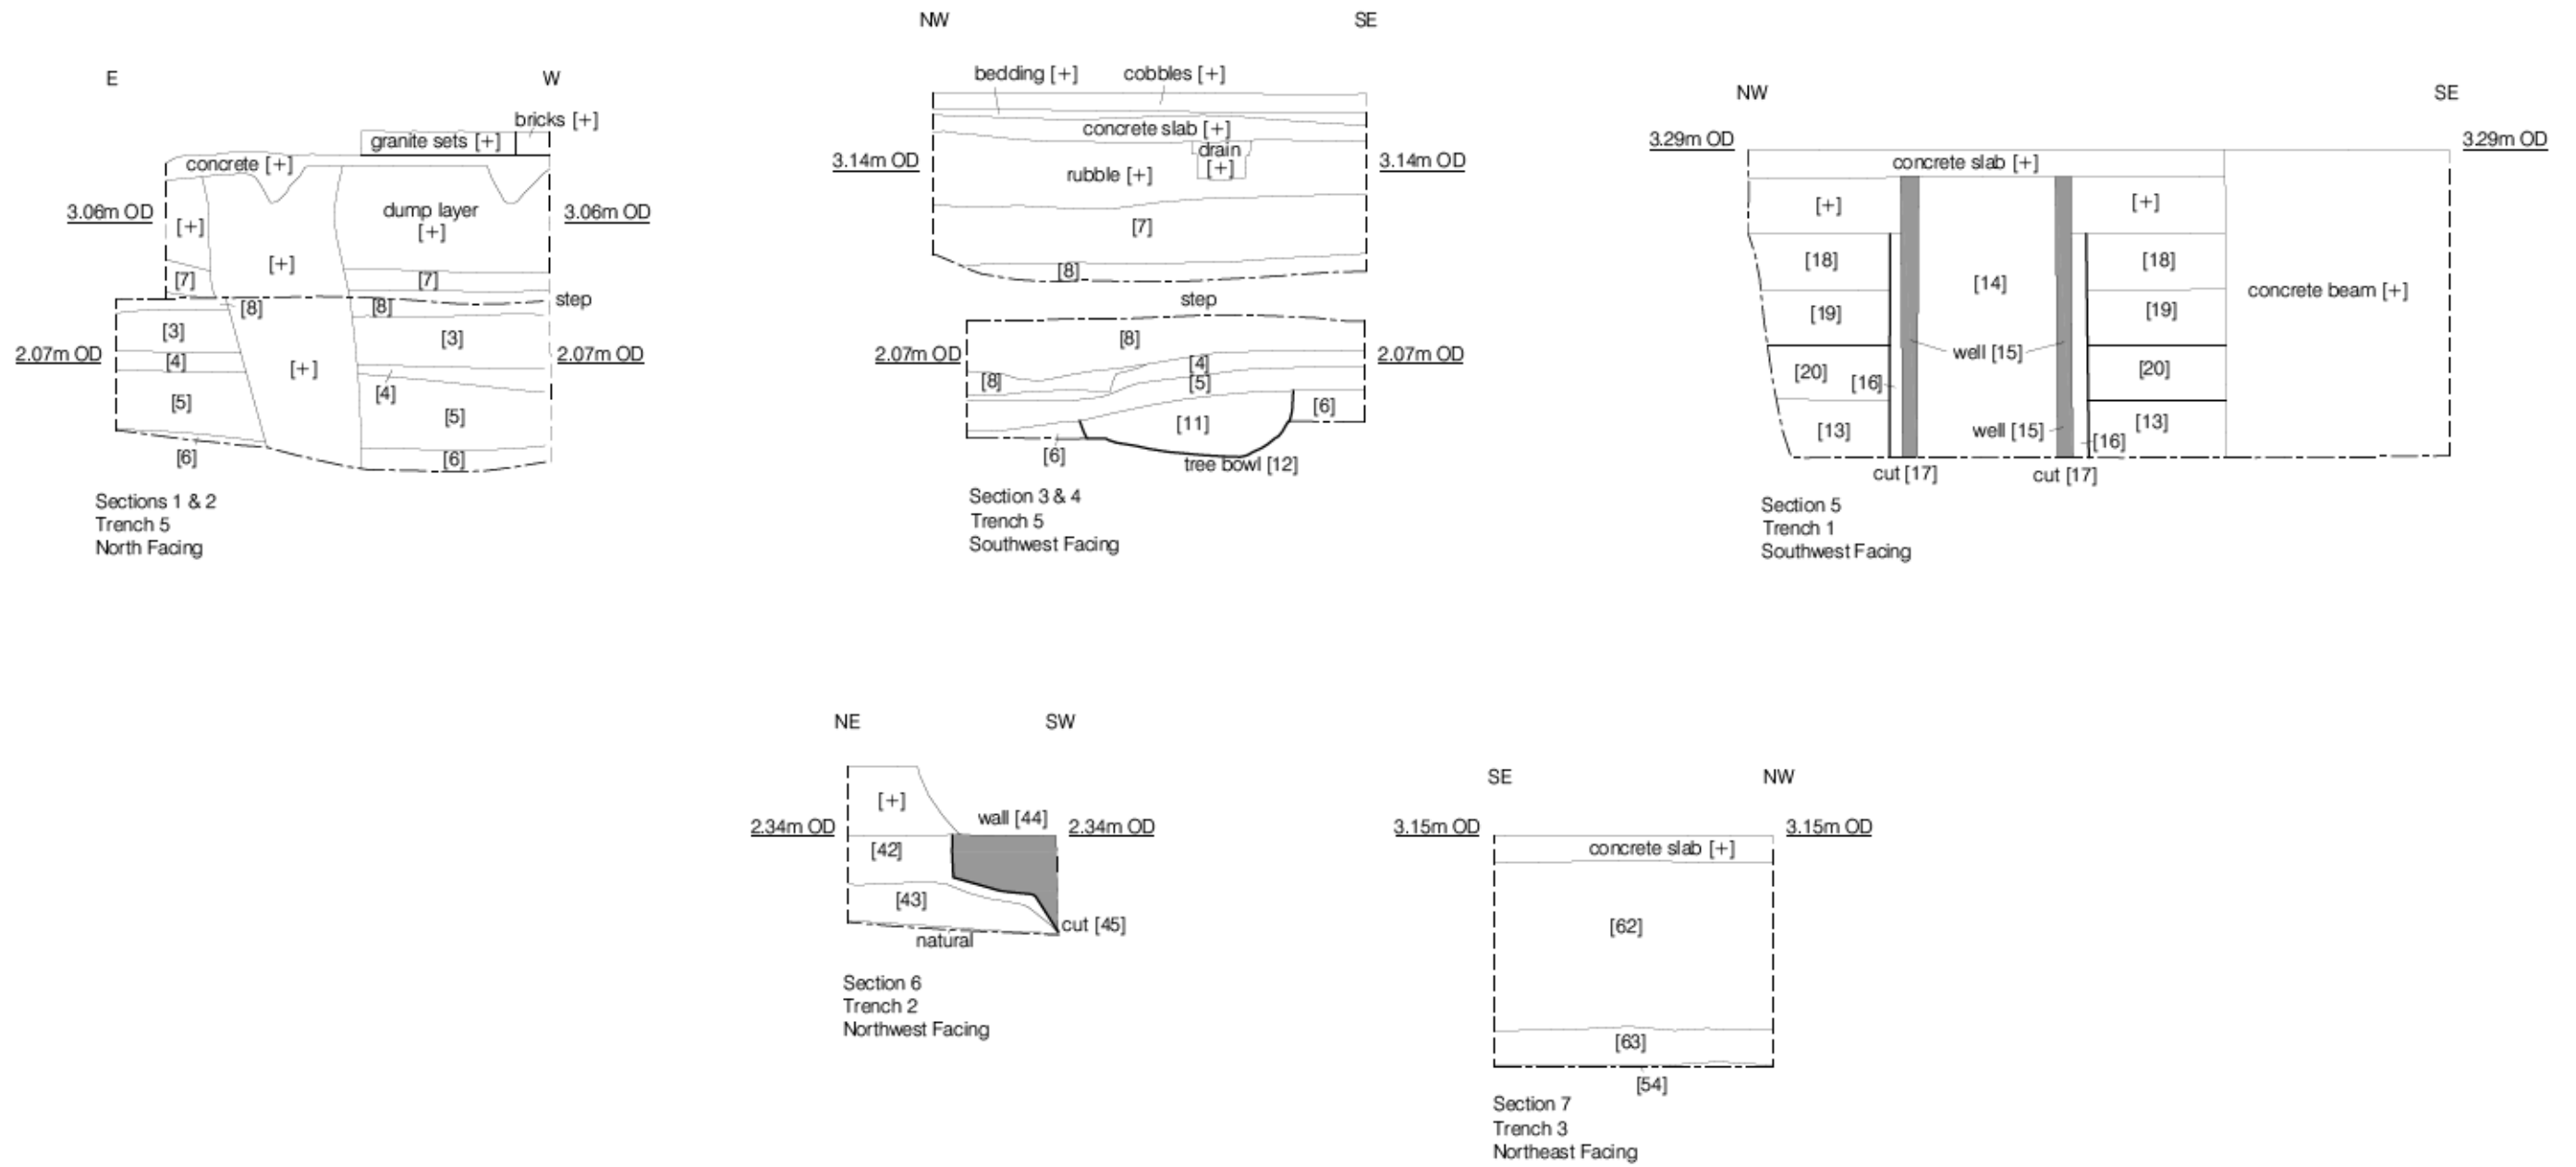 E
W
bricks [+]
granite sets [+]
concrete [+]
3.06m OD
3.06m OD
dump layer
[+]
[+]
[+]
[7]
[7]
step
[8]
[8]
[3]
[3]
2.07m OD
2.07m OD
[4]
[+]
[4]
[5]
[5]
[6]
[6]
Sections 1 & 2
Trench 5
North Facing
NW
SE
bedding [+]
cobbles [+]
concrete slab [+]
drain
[+]
3.14m OD
3.14m OD
rubble [+]
[7]
[8]
step
[8]
2.07m OD
2.07m OD
[4]
[8]
[5]
[6]
[11]
[6]
tree bowl [12]
Section 3 & 4
Trench 5
Southwest Facing
NW
SE
3.29m OD
3.29m OD
concrete slab [+]
[+]
[+]
[18]
[18]
[14]
concrete beam [+]
[19]
[19]
well [15]
[20]
[20]
[16]
[13]
well [15]
[13]
[16]
cut [17]
cut [17]
Section 5
Trench 1
Southwest Facing
NE
SW
[+]
wall [44]
2.34m OD
2.34m OD
[42]
[43]
cut [45]
natural
Section 6
Trench 2
Northwest Facing
SE
NW
3.15m OD
3.15m OD
concrete slab [+]
[62]
[63]
[54]
Section 7
Trench 3
Northeast Facing